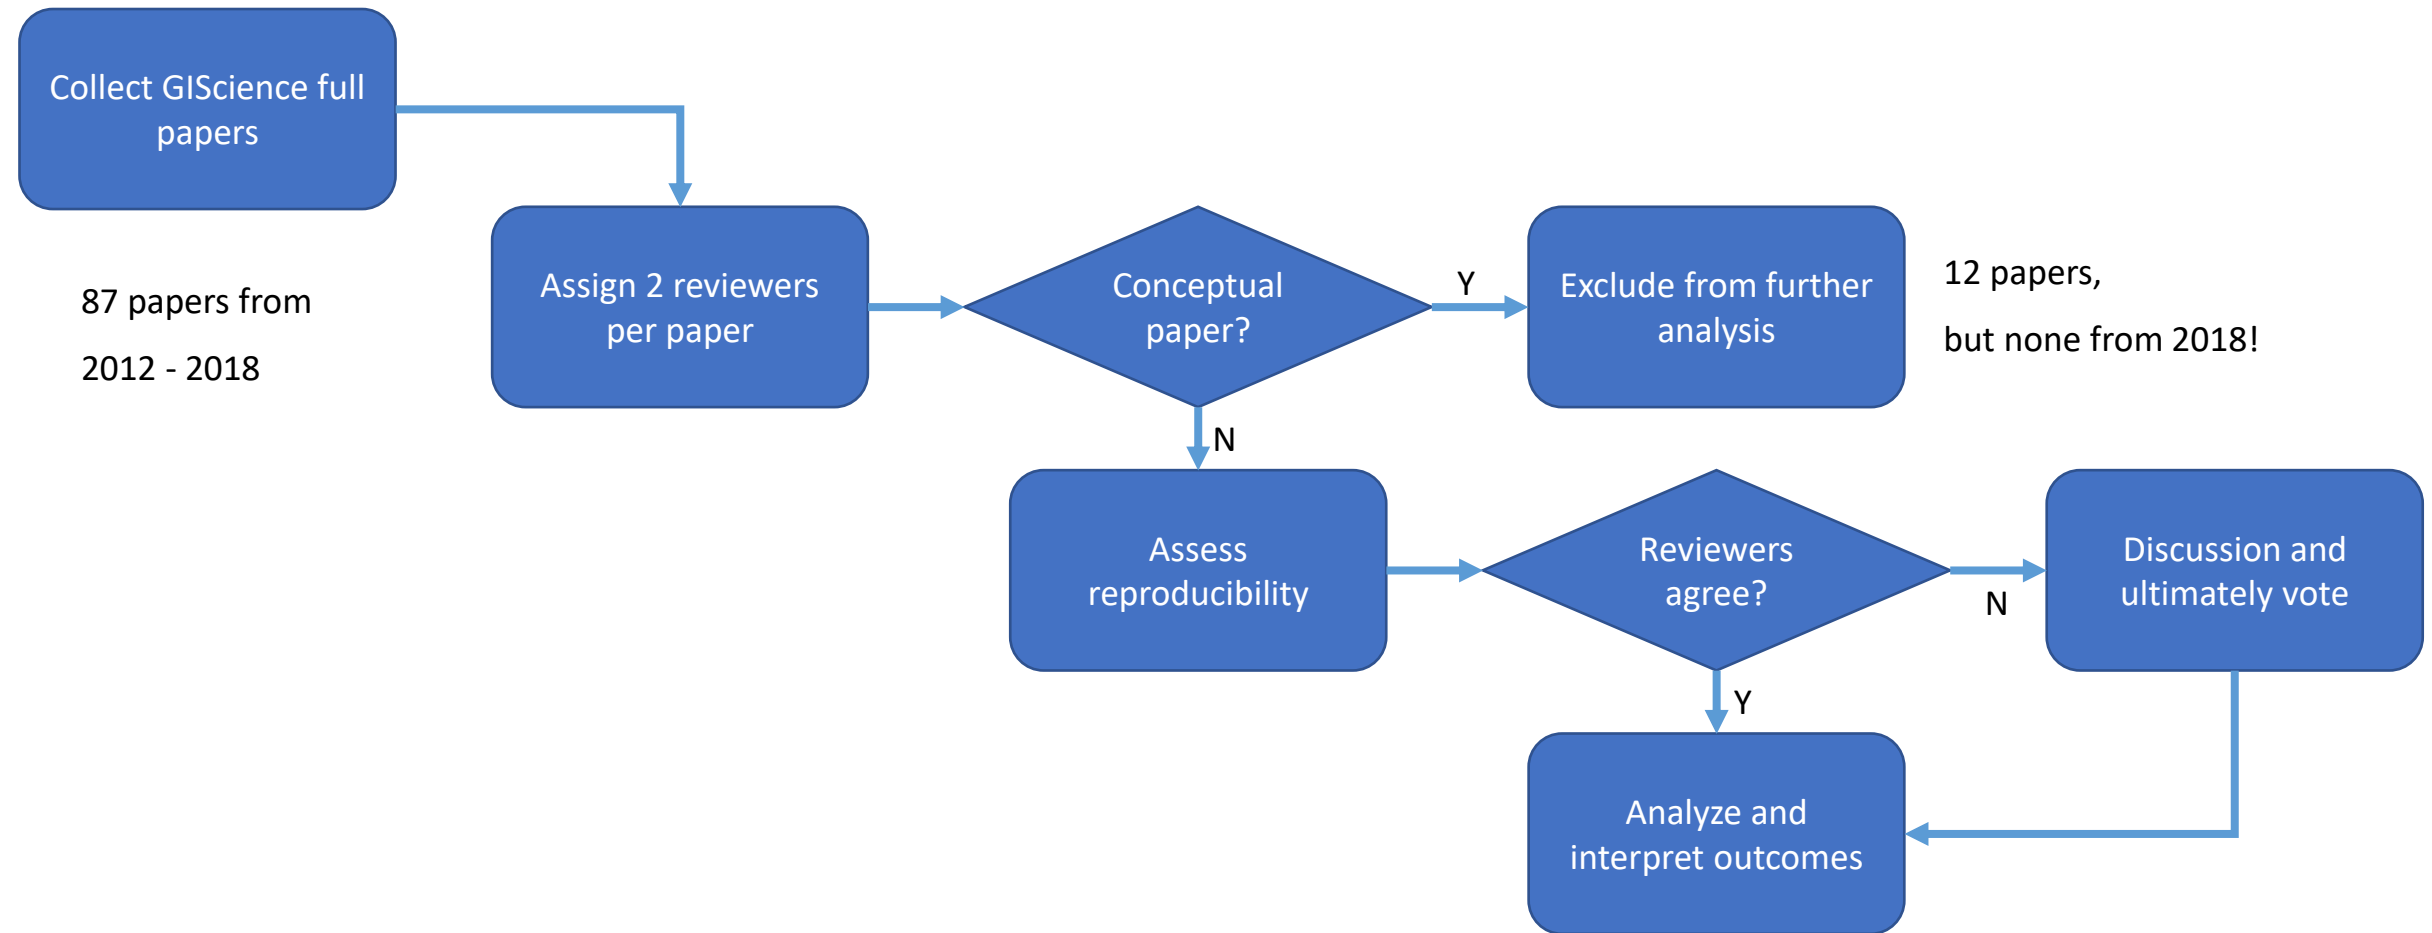 Collect GIScience full
papers
87 papers from
2012 - 2018
Assign 2 reviewers
per paper
Conceptual
paper?
Y
Exclude from further
analysis
12 papers,
but none from 2018!
N
Assess
reproducibility
Reviewers
agree?
N
Discussion and
ultimately vote
Y
Analyze and
interpret outcomes